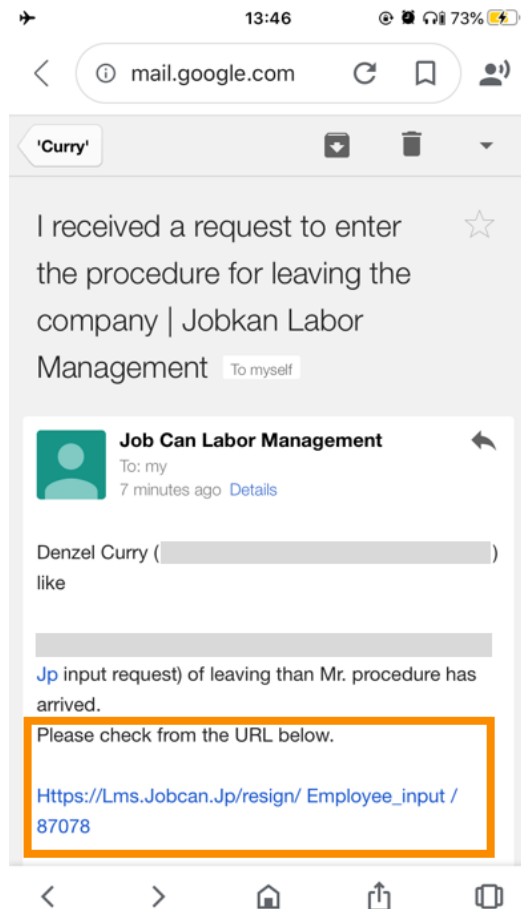 13:46
73%
mail.google.com
'Curry'
I received a request to enter
the procedure for leaving the
company | Jobkan Labor
Management To myself
Job Can Labor Management
To: my
7 minutes ago Details
Denzel Curry ( )
like
Jp input request) of leaving than Mr. procedure has
arrived.
Please check from the URL below.
Https://Lms.Jobcan.Jp/resign/ Employee_input /
87078